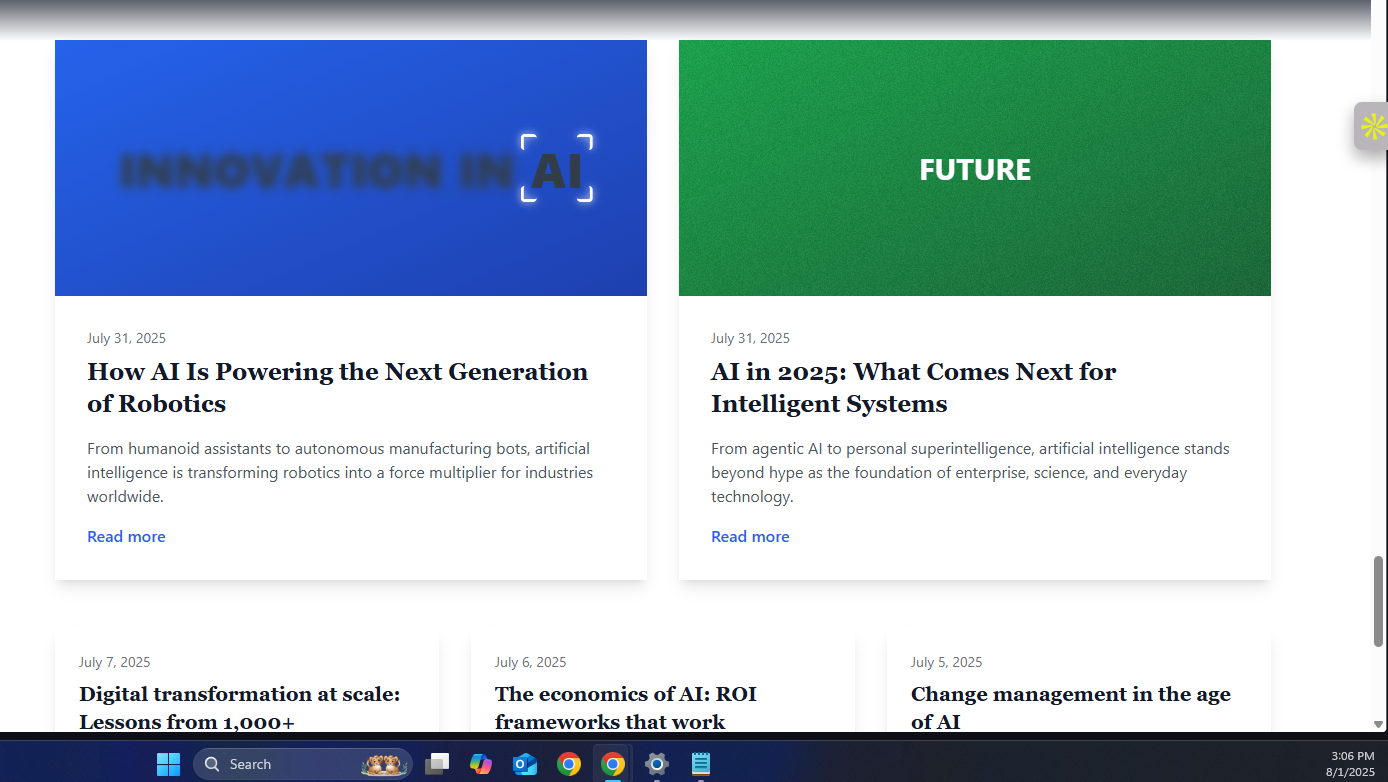 INNOVATION IN AI
FUTURE
July 31, 2025
How AI Is Powering the Next Generation
of Robotics
From humanoid assistants to autonomous manufacturing bots, artificial
intelligence is transforming robotics into a force multiplier for industries
worldwide.
Read more
July 31, 2025
AI in 2025: What Comes Next for
Intelligent Systems
From agentic AI to personal superintelligence, artificial intelligence stands
beyond hype as the foundation of enterprise, science, and everyday
technology.
Read more
July 7, 2025
Digital transformation at scale:
Lessons from 1,000+
July 6, 2025
The economics of AI: ROI
frameworks that work
July 5, 2025
Change management in the age
of AI
Search
3:06 PM
8/1/2025